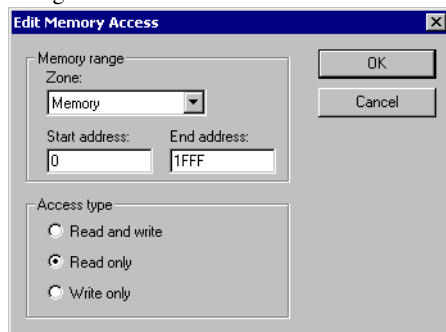 Edit Memory Access
Memory range
Zone:
Memory
Start address:
End address:
0
1FFF
OK
Cancel
Access type
Read and write
Read only
Write only